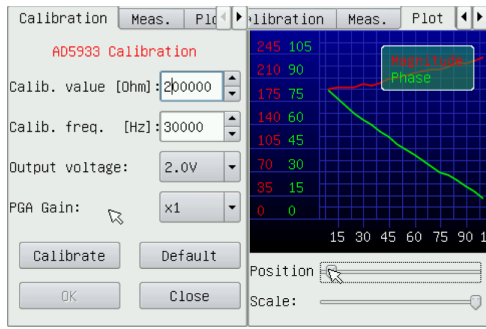 Calibration Meas. Plo
AD5933 Calibration
Calib. value [Ohm]: 200000
Calib. freq. [Hz]: 30000
Output voltage: 2.0V
PGA Gain: x1
Calibrate Default
OK Close
libration Meas. Plot
245 105
210 90
175 75
140 60
105 45
70 30
35 15
0 0
Magnitude
Phase
15 30 45 60 75 90 1
Position
Scale: